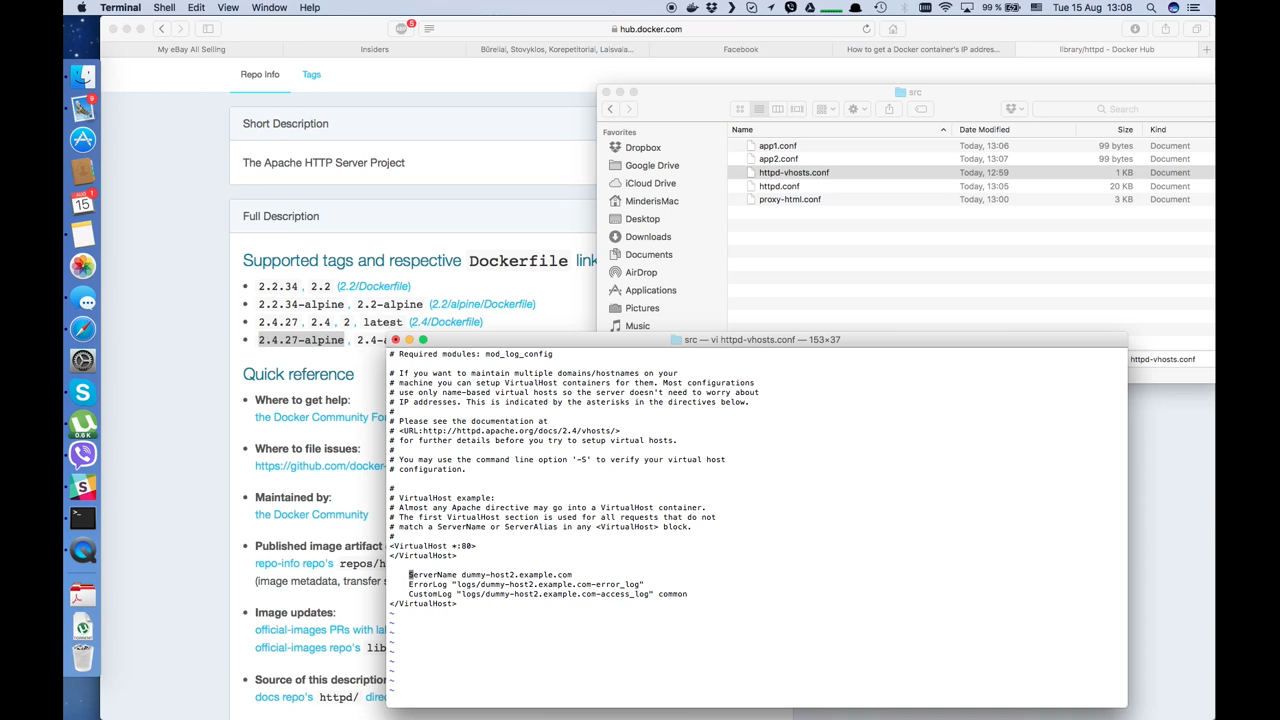 Terminal Shell Edit View Window Help
99 % Tue 15 Aug 13:08
5
hub.docker.com
My eBay All Selling
Insiders
Būreliai, Stovyklos, Korepetitoriai, Laisvalai...
Facebook
How to get a Docker container's IP addres...
library/httpd - Docker Hub
Repo Info
Tags
Short Description
The Apache HTTP Server Project
Full Description
Supported tags and respective Dockerfile link
2.2.34, 2.2 (2.2/Dockerfile)
2.2.34-alpine, 2.2-alpine (2.2/alpine/Dockerfile)
2.4.27, 2.4, 2, latest (2.4/Dockerfile)
2.4.27-alpine, 2.4-a
Quick reference
Where to get help:
the Docker Community Fo
Where to file issues:
https://github.com/docker-
Maintained by:
the Docker Community
Published image artifact
repo-info repo's repos/h
(image metadata, transfer s
Image updates:
official-images PRs with lab
official-images repo's lib
Source of this description
docs repo's httpd/ direc
src
Search
Favorites
Dropbox
Google Drive
iCloud Drive
MinderisMac
Desktop
Downloads
Documents
AirDrop
Applications
Pictures
Music
Name Date Modified Size Kind
app1.conf Today, 13:06 99 bytes Document
app2.conf Today, 13:07 99 bytes Document
httpd-vhosts.conf Today, 12:59 1 KB Document
httpd.conf Today, 13:05 20 KB Document
proxy-html.conf Today, 13:00 3 KB Document
httpd-vhosts.conf
src — vi httpd-vhosts.conf — 153×37
# Required modules: mod_log_config
# If you want to maintain multiple domains/hostnames on your
# machine you can setup VirtualHost containers for them. Most configurations
# use only name-based virtual hosts so the server doesn't need to worry about
# IP addresses. This is indicated by the asterisks in the directives below.
#
# Please see the documentation at
# <URL:http://httpd.apache.org/docs/2.4/vhosts/>
# for further details before you try to setup virtual hosts.
#
# You may use the command line option '-S' to verify your virtual host
# configuration.
#
# VirtualHost example:
# Almost any Apache directive may go into a VirtualHost container.
# The first VirtualHost section is used for all requests that do not
# match a ServerName or ServerAlias in any <VirtualHost> block.
#
<VirtualHost *:80>
</VirtualHost>
ServerName dummy-host2.example.com
ErrorLog "logs/dummy-host2.example.com-error_log"
CustomLog "logs/dummy-host2.example.com-access_log" common
</VirtualHost>
~
~
~
~
~
~
~
~
~